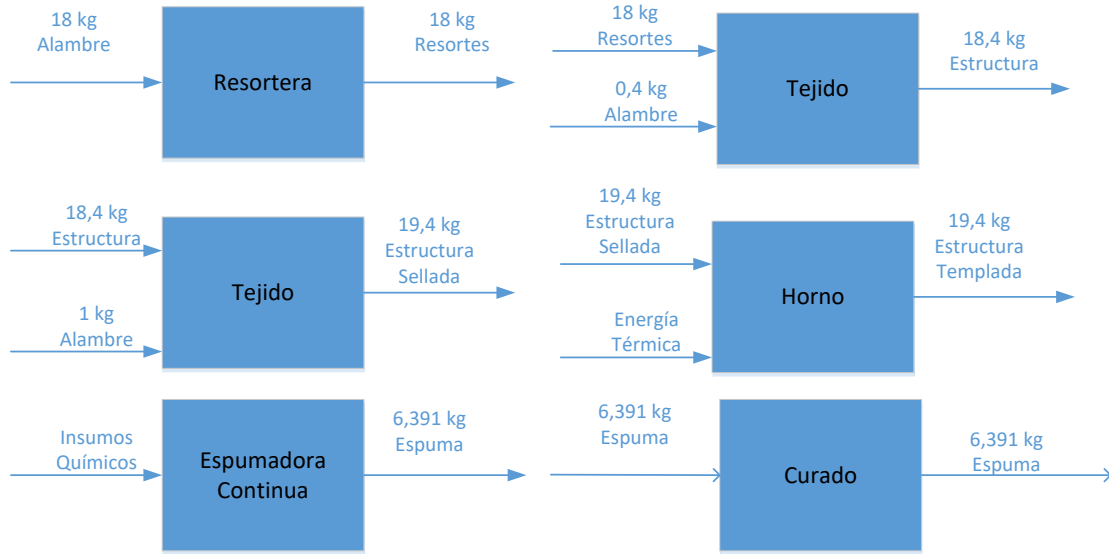 18 kg
Alambre
Resortera
18 kg
Resortes
18 kg
Resortes
0,4 kg
Alambre
Tejido
18,4 kg
Estructura
18,4 kg
Estructura
1 kg
Alambre
Tejido
19,4 kg
Estructura
Sellada
19,4 kg
Estructura
Sellada
Energía
Térmica
Horno
19,4 kg
Estructura
Templada
Insumos
Químicos
Espumadora
Continua
6,391 kg
Espuma
6,391 kg
Espuma
Curado
6,391 kg
Espuma